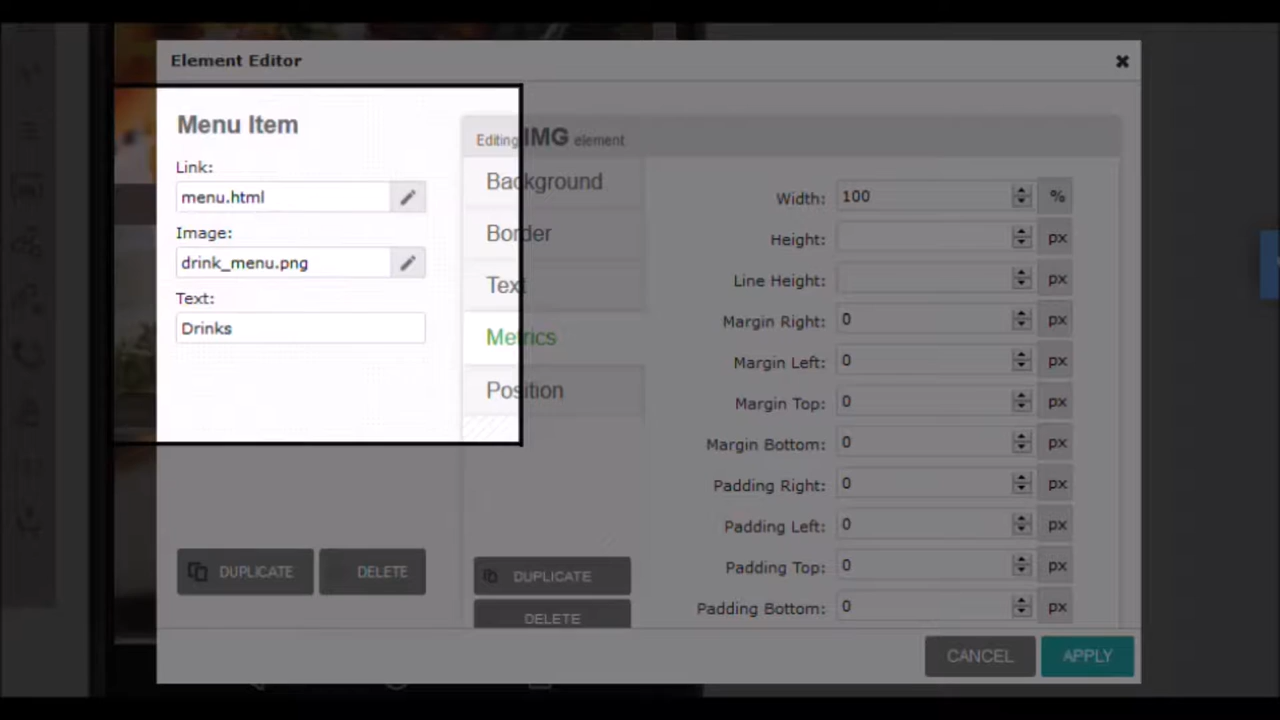 Element Editor
Menu Item
Link:
menu.html
Image:
drink_menu.png
Text:
Drinks
DUPLICATE
DELETE
Editing IMG element
Background
Border
Text
Metrics
Position
DUPLICATE
DELETE
Width: 100 %
Height: px
Line Height: px
Margin Right: 0 px
Margin Left: 0 px
Margin Top: 0 px
Margin Bottom: 0 px
Padding Right: 0 px
Padding Left: 0 px
Padding Top: 0 px
Padding Bottom: 0 px
CANCEL
APPLY